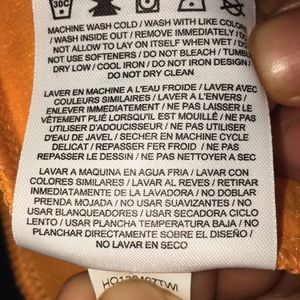 30C
MACHINE WASH COLD / WASH WITH LIKE COLORS
/ WASH INSIDE OUT / REMOVE IMMEDIATELY / DO
NOT ALLOW TO LAY ON ITSELF WHEN WET / DO
NOT USE SOFTENERS / DO NOT BLEACH / TUMBLE
DRY LOW / COOL IRON / DO NOT IRON DESIGN /
DO NOT DRY CLEAN
LAVER EN MACHINE A L'EAU FROIDE / LAVER AVEC
COULEURS SIMILAIRES / LAVER A L'ENVERS /
ENLEVER IMMEDIATEMENT / NE PAS LAISSER LE
VÊTEMENT PLIÉ LORSQU'IL EST MOUILLÉ / NE PAS
UTILISER D'ADOUCISSEUR / NE PAS UTILISER
D'EAU DE JAVEL / SECHER EN MACHINE CYCLE
DELICAT / REPASSER FER FROID / NE PAS
REPASSER LE DESSIN / NE PAS NETTOYER A SEC
LAVAR A MAQUINA EN AGUA FRIA / LAVAR CON
COLORES SIMILARES / LAVAR AL REVES / RETIRAR
INMEDIATAMENTE DE LA LAVADORA / NO DOBLAR
PRENDA MOJADA / NO USAR SUAVIZANTES / NO
USAR BLANQUEADORES / USAR SECADORA CICLO
LENTO / USAR PLANCHA TEMPERATURA BAJA / NO
PLANCHAR DIRECTAMENTE SOBRE EL DISEÑO /
NO LAVAR EN SECO